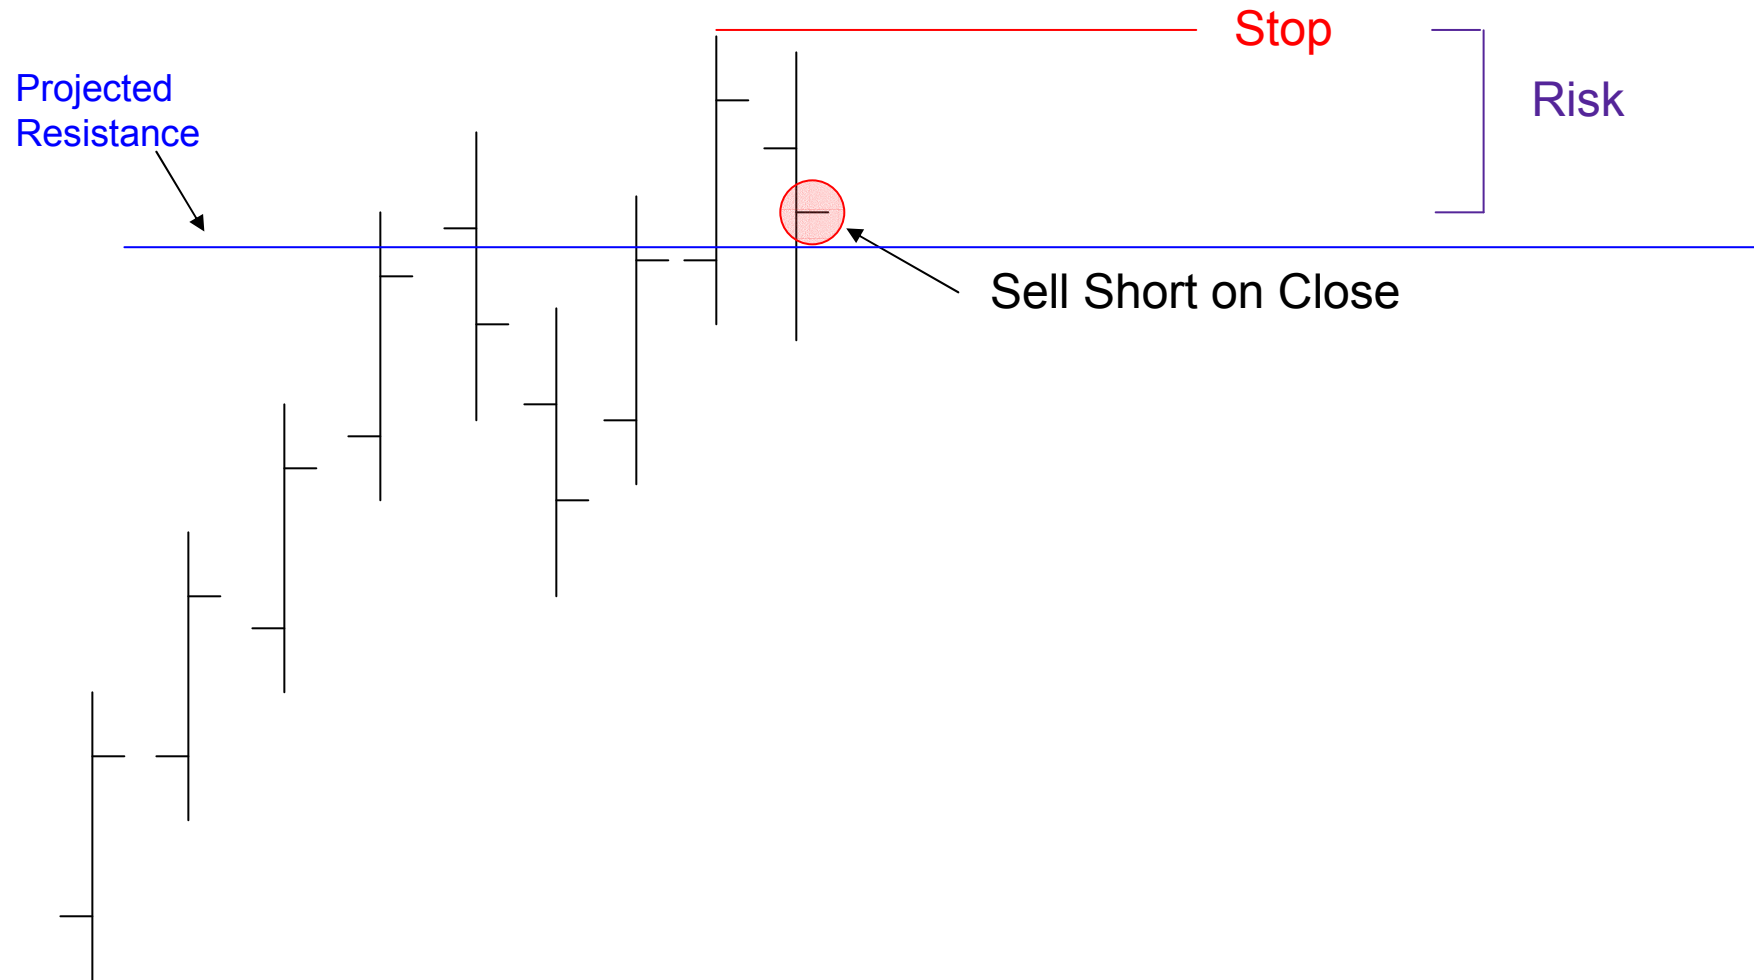 Stop
Projected
Resistance
Risk
Sell Short on Close